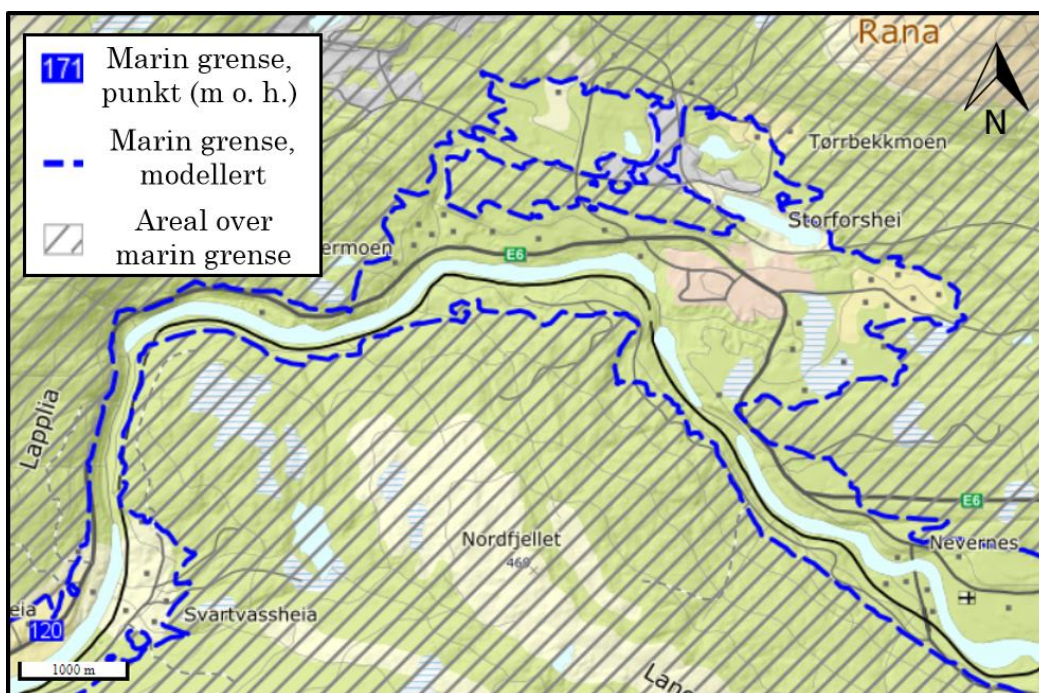 171
Marin grense,
punkt (m o. h.)
Marin grense,
modellert
Areal over
marin grense
Rana
N
Tørrbekkmoen
Storforshei
ermoen
E6
Lapplia
Nordfjellet
469
E6
Nevernes
Svartvassheia
eia
120
1000 m
Lang